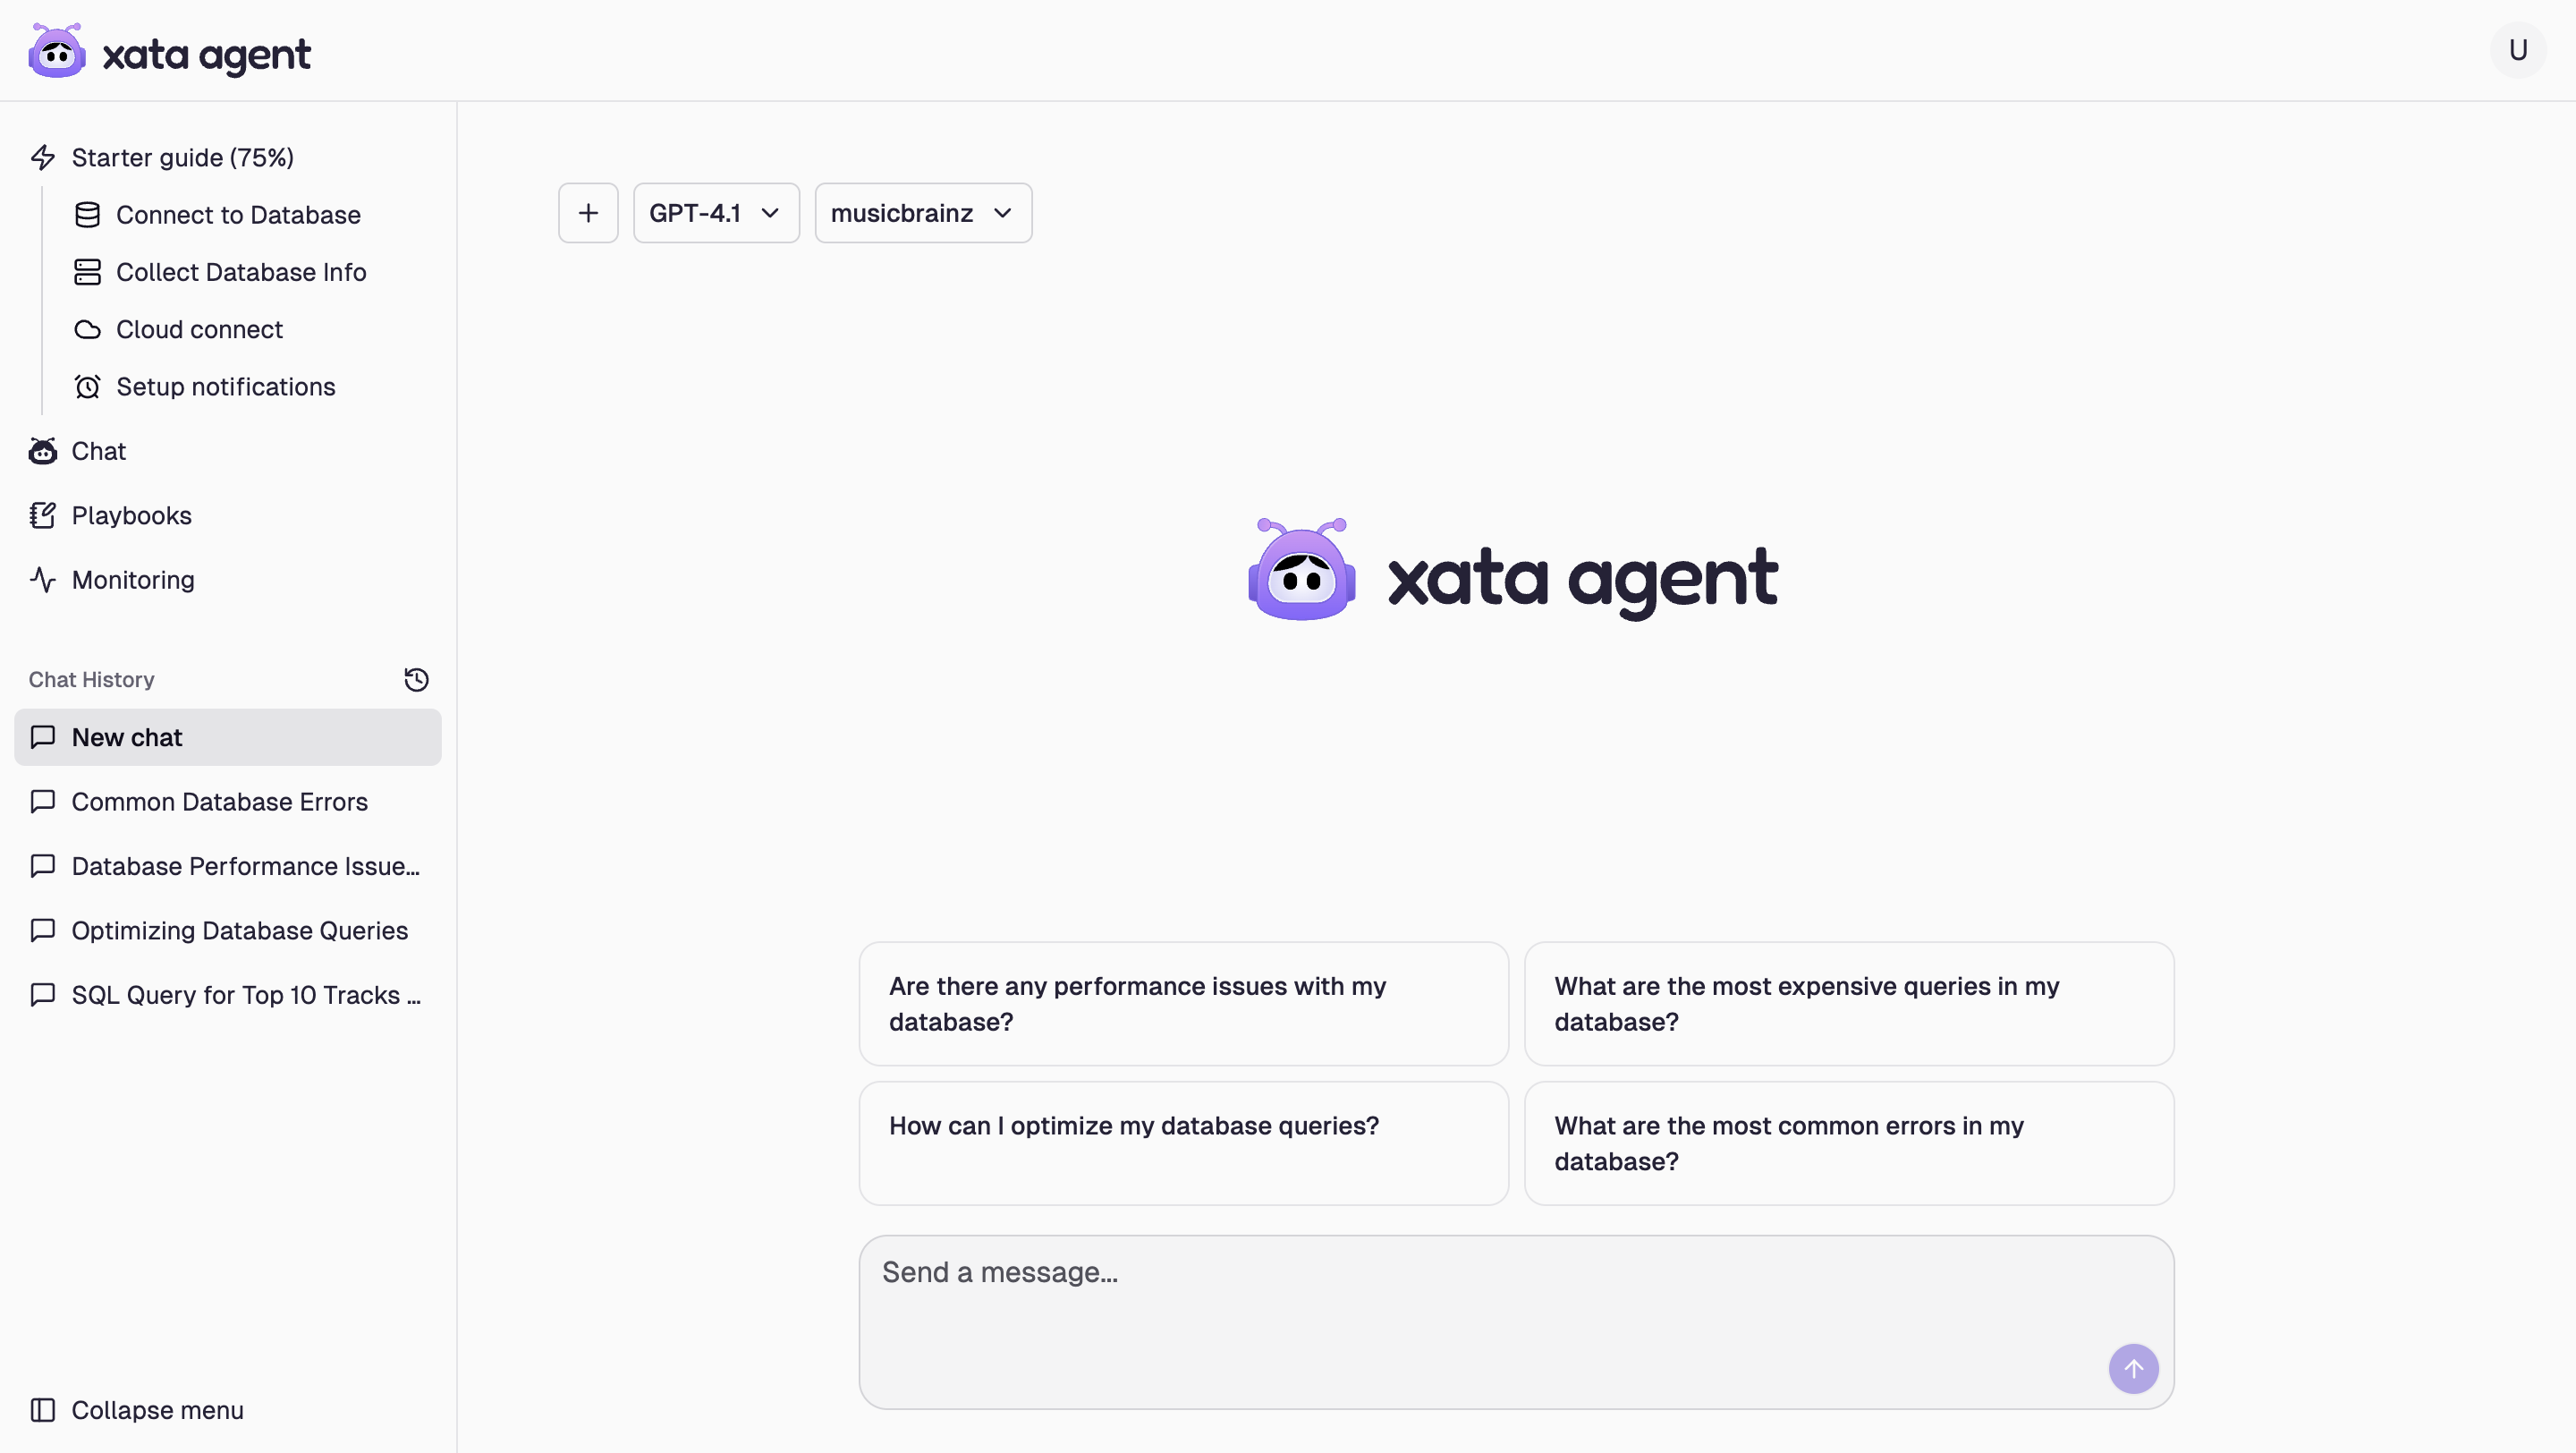 xata agent
U
Starter guide (75%)
Connect to Database
Collect Database Info
Cloud connect
Setup notifications
Chat
Playbooks
Monitoring
Chat History
New chat
Common Database Errors
Database Performance Issue...
Optimizing Database Queries
SQL Query for Top 10 Tracks ...
Collapse menu
GPT-4.1
musicbrainz
xata agent
Are there any performance issues with my
database?
What are the most expensive queries in my
database?
How can I optimize my database queries?
What are the most common errors in my
database?
Send a message...